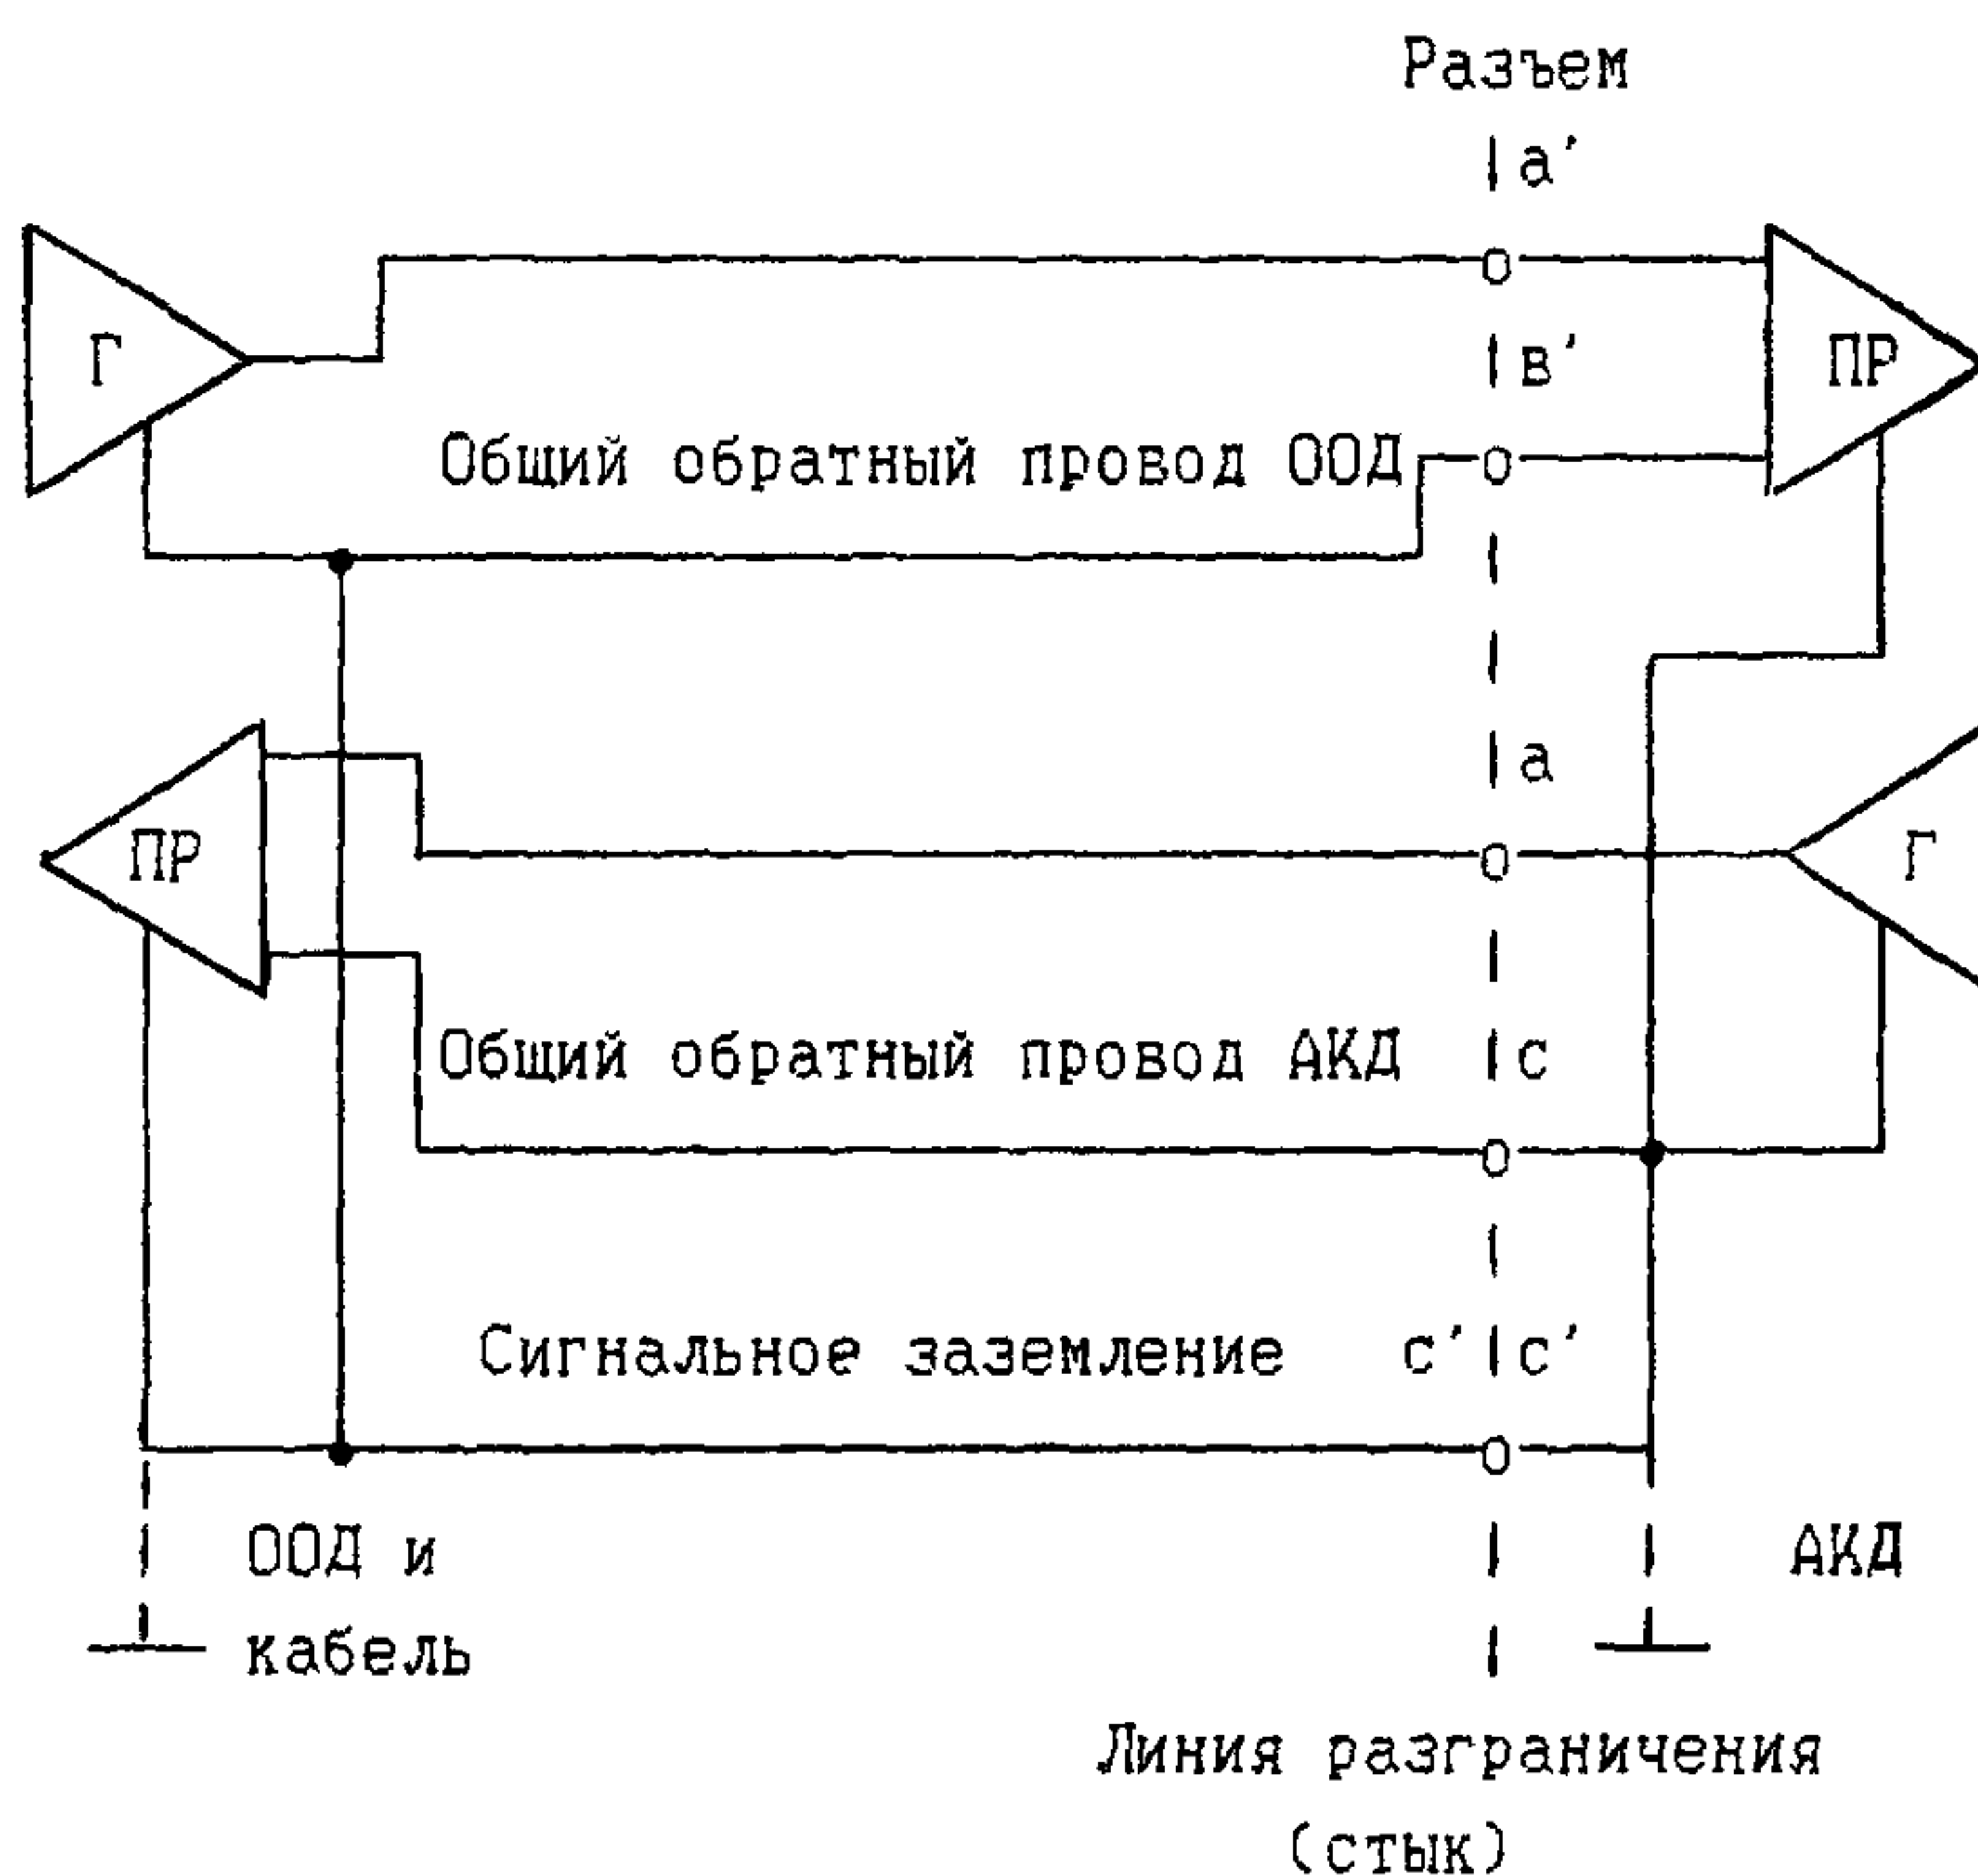 Разъем
а'
Г
в'
ПР
Общий обратный провод ООД
а
ПР
Г
Общий обратный провод АКД
с
Сигнальное заземление
с'
с'
ООД и
кабель
АКД
Линия разграничения
(стык)